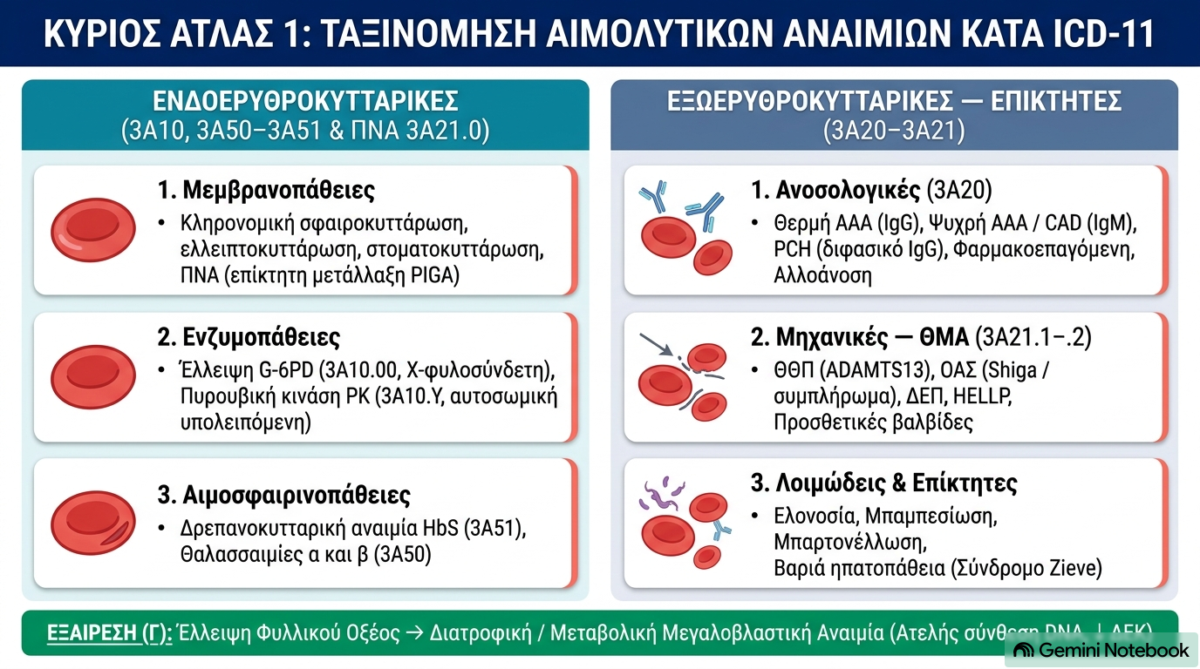 ΚΥΡΙΟΣ ΑΤΛΑΣ 1: ΤΑΞΙΝΟΜΗΣΗ ΑΙΜΟΛΥΤΙΚΩΝ ΑΝΑΙΜΙΩΝ ΚΑΤΑ ICD-11
ΕΝΔΟΕΡΥΘΡΟΚΥΤΤΑΡΙΚΕΣ
(3A10, 3A50–3A51 & ΠΝΑ 3A21.0)
1. Μεμβρανοπάθειες
• Κληρονομική σφαιροκυττάρωση,
ελλειπτοκυττάρωση, στοματοκυττάρωση,
ΠΝΑ (επίκτητη μετάλλαξη PIGA)
2. Ενζυμοπάθειες
• Έλλειψη G-6PD (3A10.00, Χ-φυλοσύνδετη),
Πυρουβική κινάση PK (3A10.Y, αυτοσωμική
υπολειπόμενη)
3. Αιμοσφαιρινοπάθειες
• Δρεπανοκυτταρική αναιμία HbS (3A51),
Θαλασσαιμίες α και β (3A50)
ΕΞΩΕΡΥΘΡΟΚΥΤΤΑΡΙΚΕΣ — ΕΠΙΚΤΗΤΕΣ
(3A20–3A21)
1. Ανοσολογικές (3A20)
• Θερμή ΑΑΑ (IgG), Ψυχρή ΑΑΑ / CAD (IgM),
PCH (διφασικό IgG), Φαρμακοεπαγόμενη,
Αλλοάνοση
2. Μηχανικές — ΘΜΑ (3A21.1–.2)
• ΘΘΠ (ADAMTS13), ΟΑΣ (Shiga /
συμπλήρωμα), ΔΕΠ, HELLP,
Προσθετικές βαλβίδες
3. Λοιμώδεις & Επίκτητες
• Ελονοσία, Μπαμπεσίωση,
Μπαρτονέλλωση,
Βαριά ηπατοπάθεια (Σύνδρομο Zieve)
ΕΞΑΙΡΕΣΗ (Γ): Έλλειψη Φυλλικού Οξέος → Διατροφική / Μεταβολική Μεγαλοβλαστική Αναιμία (Ατελής σύνθεση DNA
Gemini Notebook